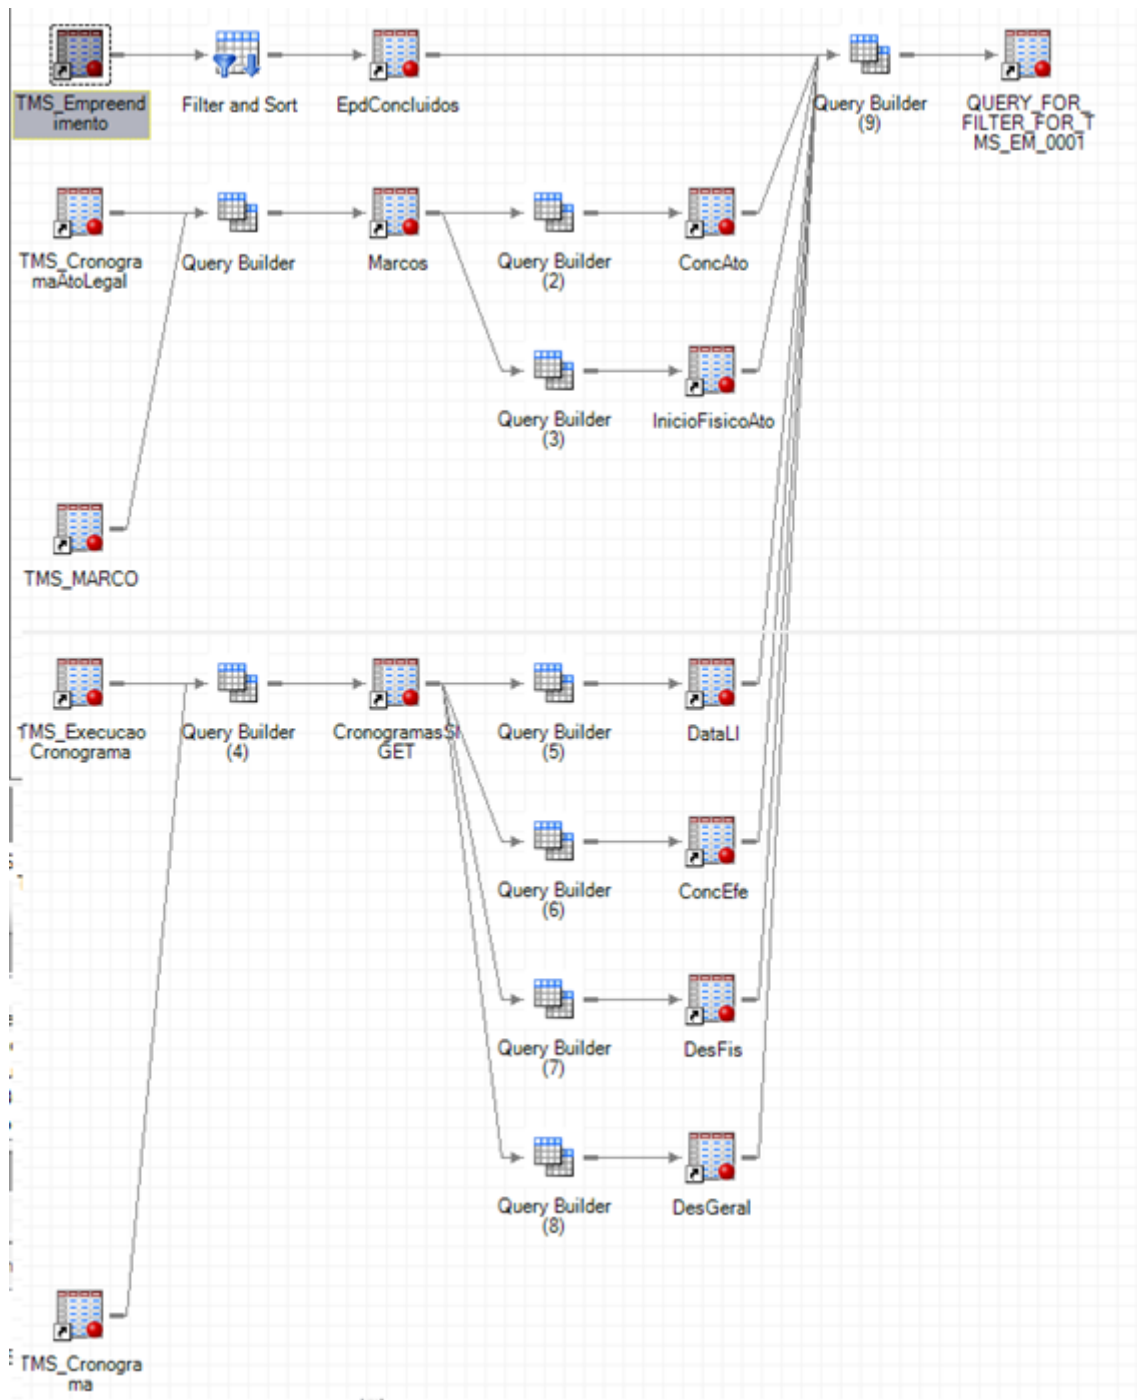 TMS_Empreend
imento
Filter and Sort
EpdConcluidos
Query Builder
(9)
QUERY_FOR_
FILTER_FOR_T
MS_EM_0001
TMS_Cronogra
maAtoLegal
Query Builder
Marcos
Query Builder
(2)
ConcAto
Query Builder
(3)
InicioFisicoAto
TMS_MARCO
TMS_Execucao
Cronograma
Query Builder
(4)
CronogramasSI
GET
Query Builder
(5)
DataLI
Query Builder
(6)
ConcEfe
Query Builder
(7)
DesFis
Query Builder
(8)
DesGeral
TMS_Cronogra
ma